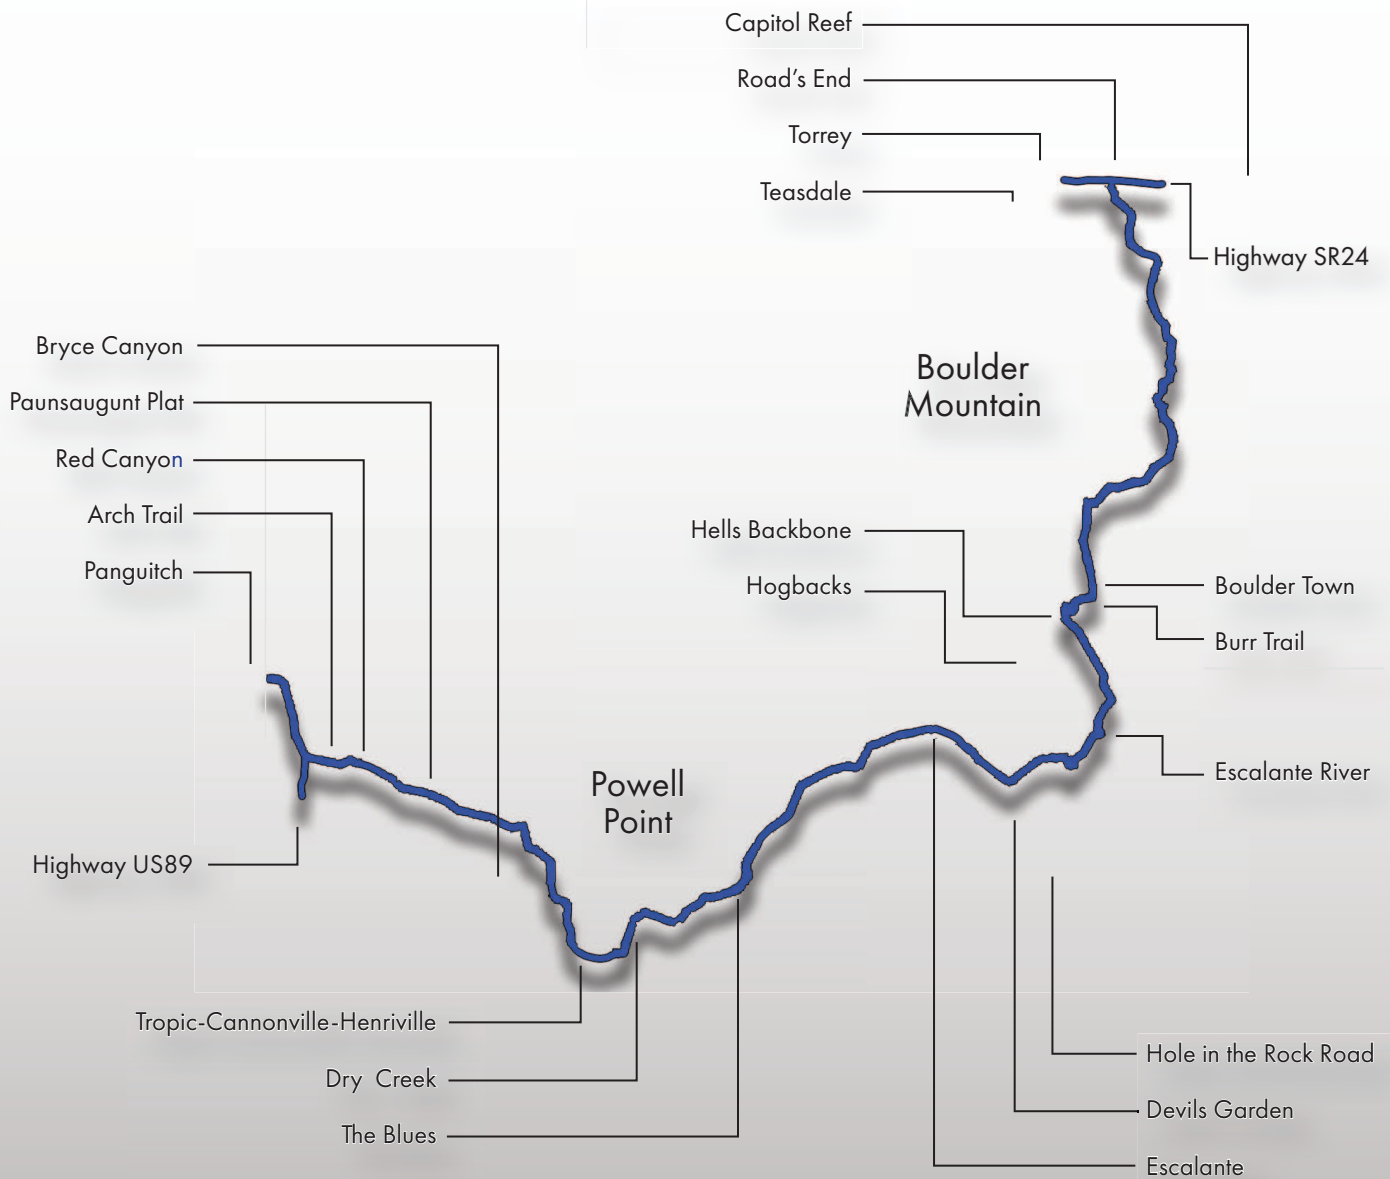 Capitol Reef
Road's End
Torrey
Teasdale
Highway SR24
Bryce Canyon
Paunsaugunt Plat
Red Canyon
Arch Trail
Panguitch
Highway US89
Boulder
Mountain
Hells Backbone
Hogbacks
Boulder Town
Burr Trail
Escalante River
Powell
Point
Tropic-Cannonville-Henriville
Dry Creek
The Blues
Hole in the Rock Road
Devils Garden
Escalante